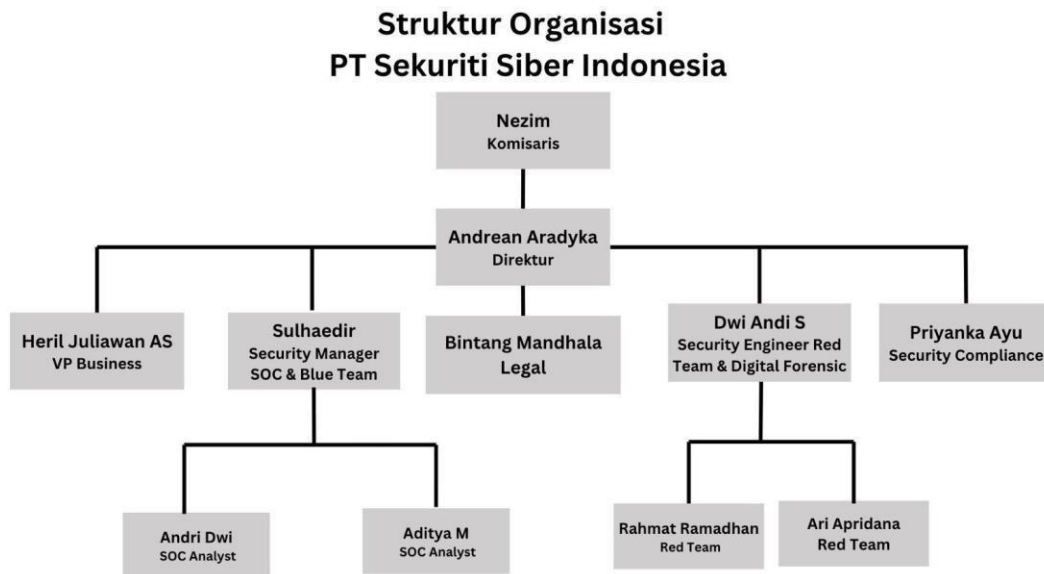 Struktur Organisasi
PT Sekuriti Siber Indonesia
Nezim
Komisaris
Andrean Aradyka
Direktur
Heril Juliawan AS
VP Business
Sulhaedir
Security Manager
SOC & Blue Team
Bintang Mandhala
Legal
Dwi Andi S
Security Engineer Red
Team & Digital Forensic
Priyanka Ayu
Security Compliance
Andri Dwi
SOC Analyst
Aditya M
SOC Analyst
Rahmat Ramadhan
Red Team
Ari Apridana
Red Team